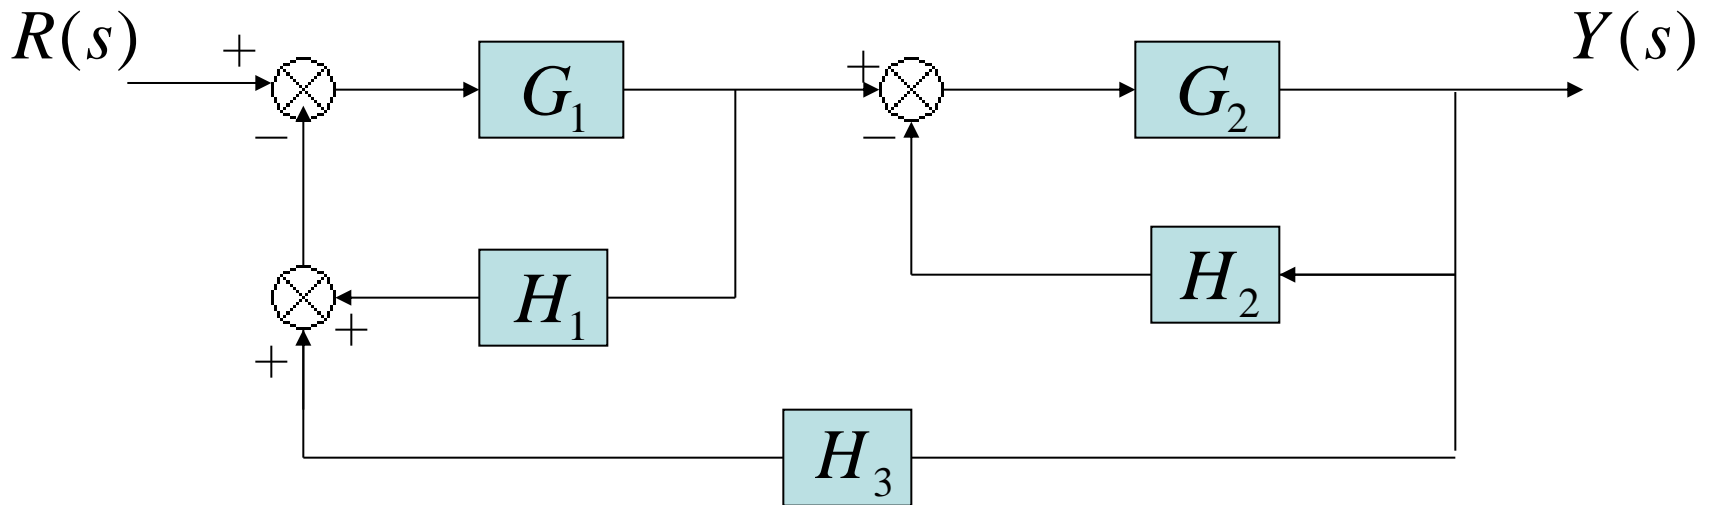 R(s) + G₁ + G₂ Y(s)
− −
H₂
H₁ +
+
H₃